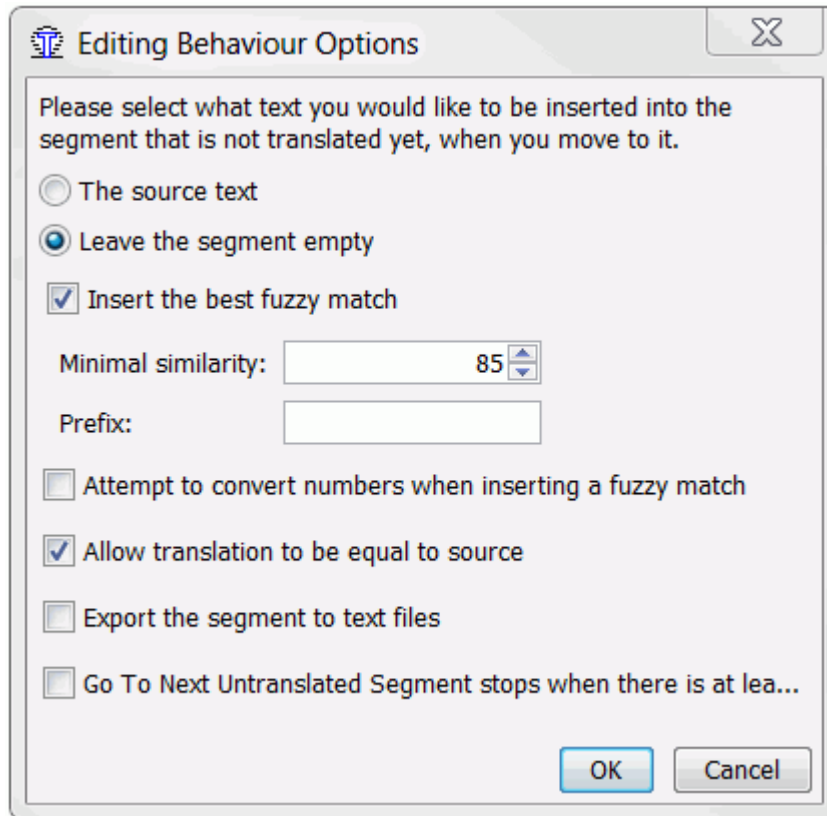 Editing Behaviour Options
Please select what text you would like to be inserted into the
segment that is not translated yet, when you move to it.
The source text
Leave the segment empty
Insert the best fuzzy match
Minimal similarity: 85
Prefix:
Attempt to convert numbers when inserting a fuzzy match
Allow translation to be equal to source
Export the segment to text files
Go To Next Untranslated Segment stops when there is at lea...
OK Cancel